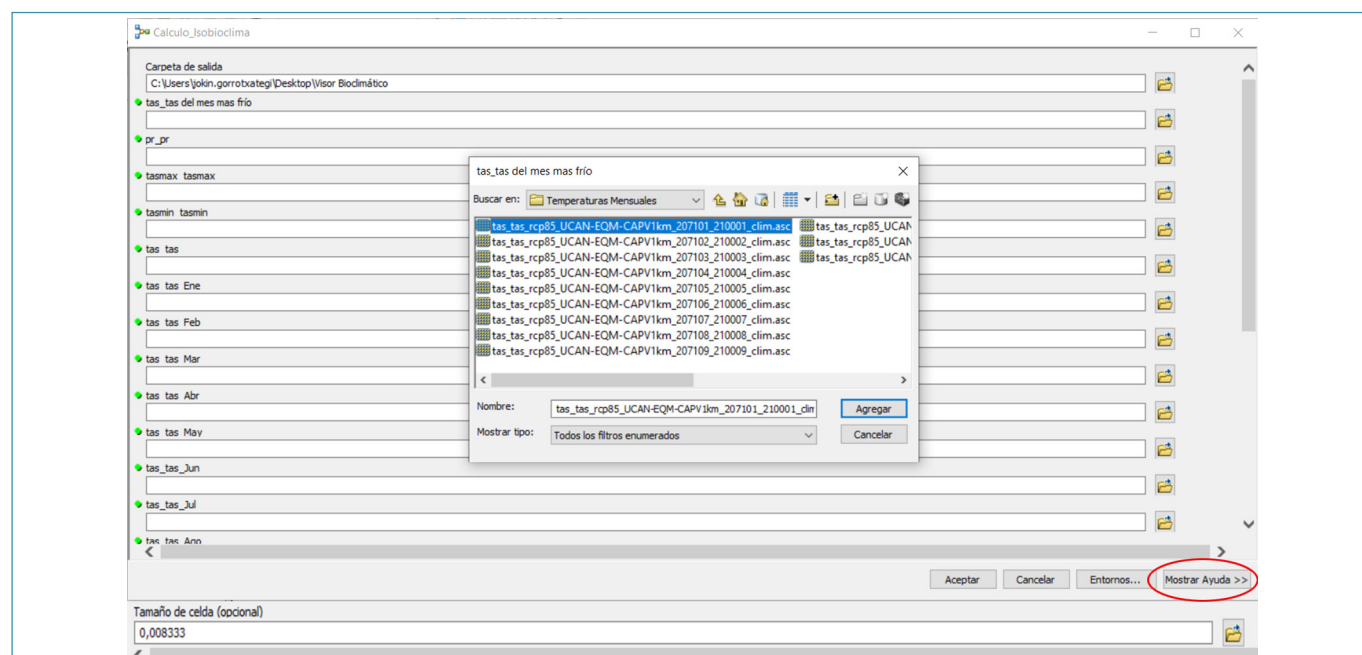 Calculo_Isobioclima
Carpeta de salida
C:\Users\jokin.gorrotxategi\Desktop\Visor Bioclimático
tas_tas del mes mas frío
pr_pr
tasmax tasmax
tasmin tasmin
tas tas
tas tas Ene
tas tas Feb
tas tas Mar
tas tas Abr
tas tas May
tas_tas_Jun
tas_tas_Jul
tas tas Ago
tas_tas del mes mas frío
Buscar en: Temperaturas Mensuales
tas_tas_rcp85_UCAN-EQM-CAPV1km_207101_210001_clim.asc tas_tas_rcp85_UCAN
tas_tas_rcp85_UCAN-EQM-CAPV1km_207102_210002_clim.asc tas_tas_rcp85_UCAN
tas_tas_rcp85_UCAN-EQM-CAPV1km_207103_210003_clim.asc tas_tas_rcp85_UCAN
tas_tas_rcp85_UCAN-EQM-CAPV1km_207104_210004_clim.asc
tas_tas_rcp85_UCAN-EQM-CAPV1km_207105_210005_clim.asc
tas_tas_rcp85_UCAN-EQM-CAPV1km_207106_210006_clim.asc
tas_tas_rcp85_UCAN-EQM-CAPV1km_207107_210007_clim.asc
tas_tas_rcp85_UCAN-EQM-CAPV1km_207108_210008_clim.asc
tas_tas_rcp85_UCAN-EQM-CAPV1km_207109_210009_clim.asc
Nombre: tas_tas_rcp85_UCAN-EQM-CAPV1km_207101_210001_clim Agregar
Mostrar tipo: Todos los filtros enumerados Cancelar
Aceptar Cancelar Entornos... Mostrar Ayuda >>
Tamaño de celda (opcional)
0,008333